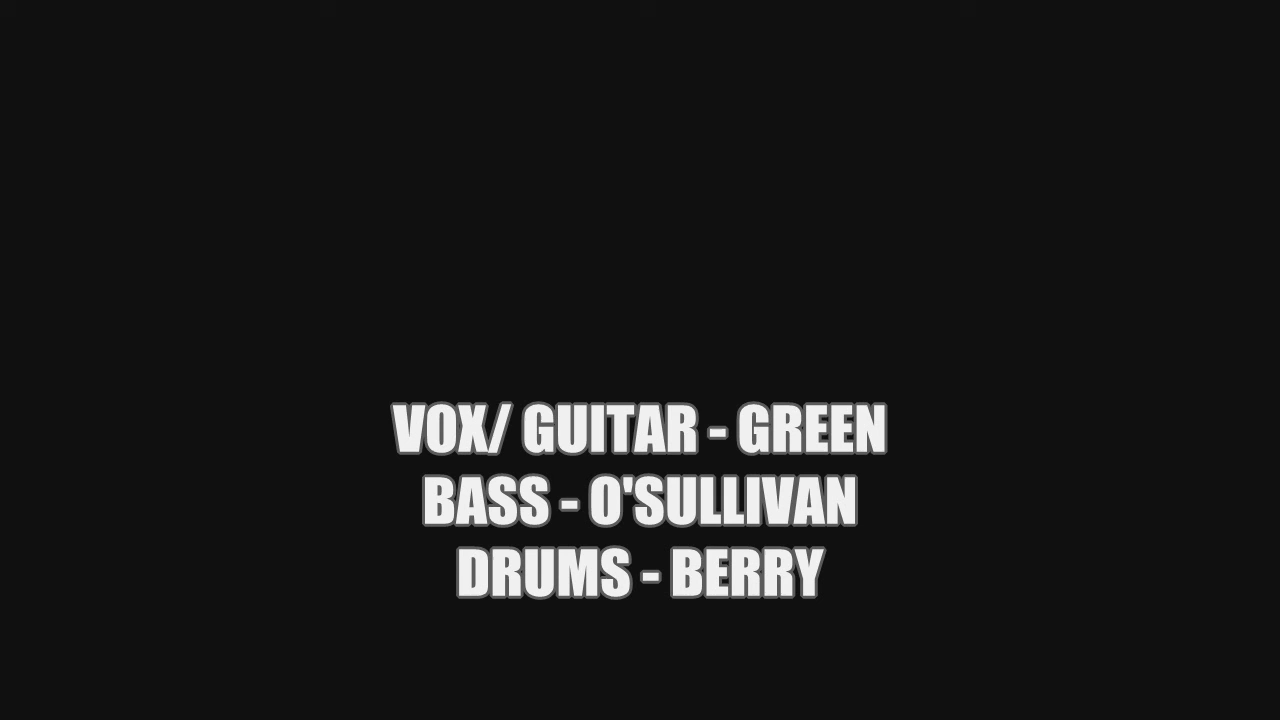 VOX/ GUITAR - GREEN
BASS - O'SULLIVAN
DRUMS - BERRY